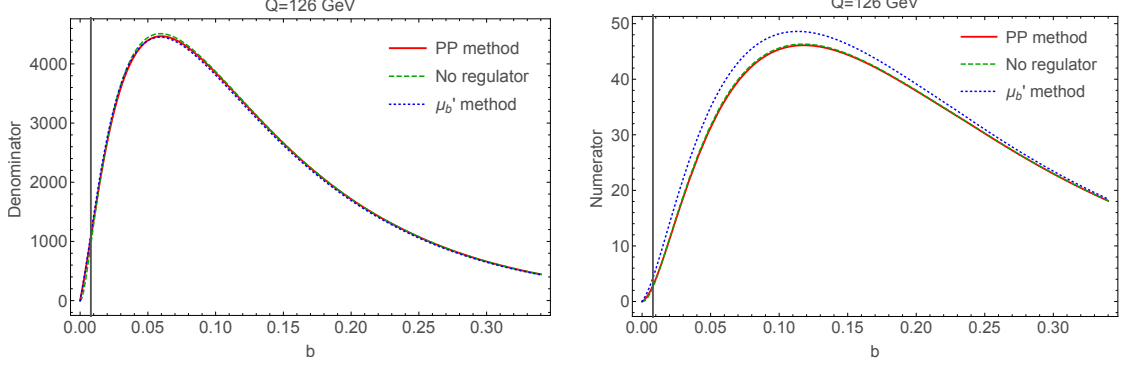 Q=126 GeV
Denominator
4000
3000
2000
1000
0
PP method
No regulator
μb' method
0.00 0.05 0.10 0.15 0.20 0.25 0.30
b
Q=126 GeV
Numerator
50
40
30
20
10
0
PP method
No regulator
μb' method
0.00 0.05 0.10 0.15 0.20 0.25 0.30
b